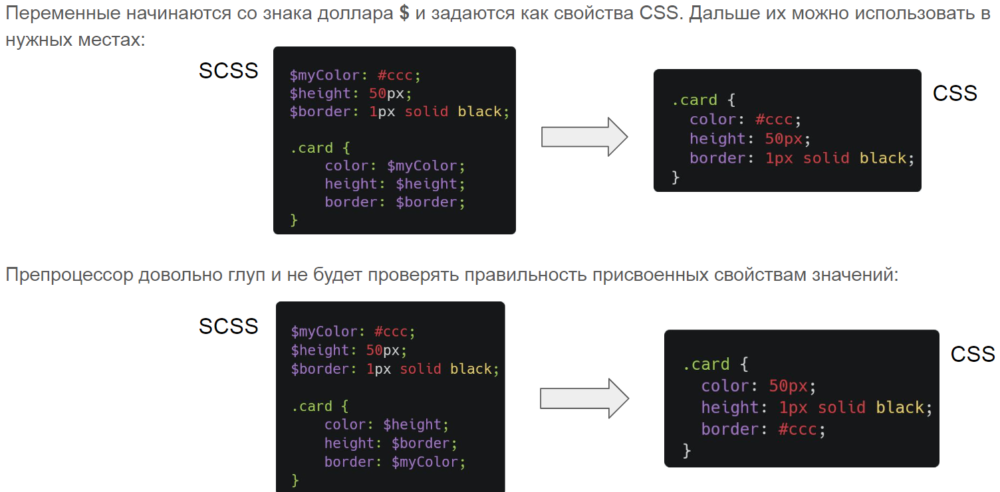 Переменные начинаются со знака доллара $ и задаются как свойства CSS. Дальше их можно использовать в
нужных местах:
SCSS
$myColor: #ccc;
$height: 50px;
$border: 1px solid black;
.card {
color: $myColor;
height: $height;
border: $border;
}
CSS
.card {
color: #ccc;
height: 50px;
border: 1px solid black;
}
Препроцессор довольно глуп и не будет проверять правильность присвоенных свойствам значений:
SCSS
$myColor: #ccc;
$height: 50px;
$border: 1px solid black;
.card {
color: $height;
height: $border;
border: $myColor;
}
CSS
.card {
color: 50px;
height: 1px solid black;
border: #ccc;
}